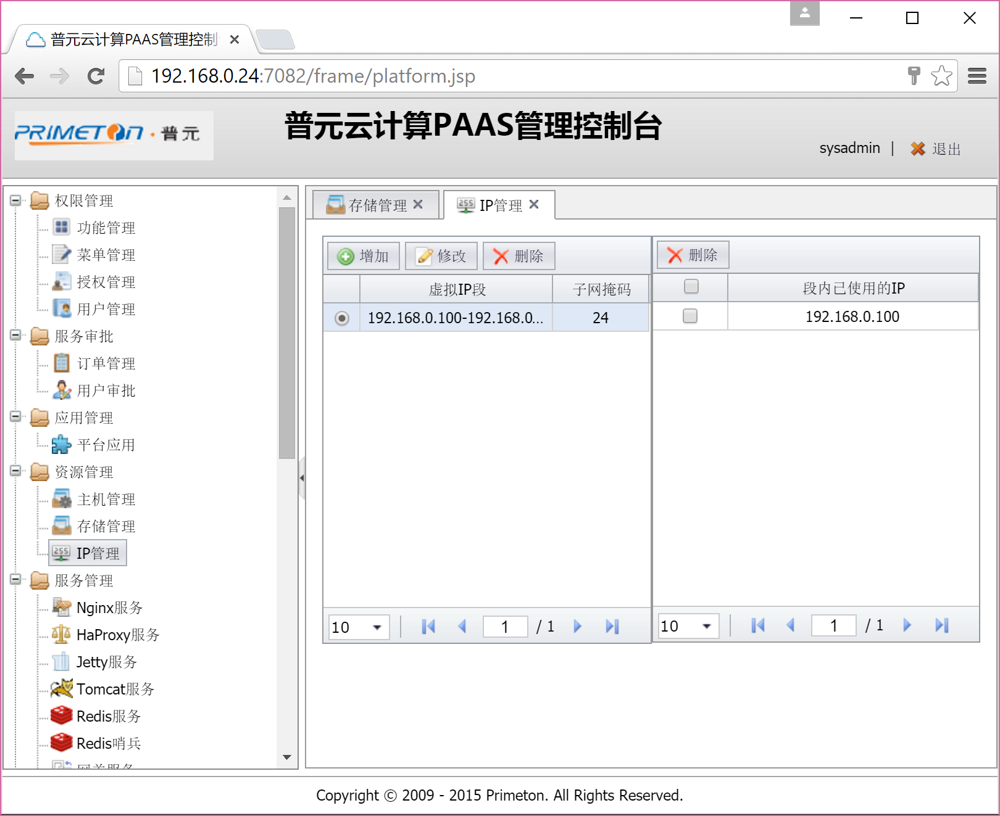 普元云计算PAAS管理控制
192.168.0.24:7082/frame/platform.jsp
PRIMETON·普元
普元云计算PAAS管理控制台
sysadmin | 退出
权限管理
功能管理
菜单管理
授权管理
用户管理
服务审批
订单管理
用户审批
应用管理
平台应用
资源管理
主机管理
存储管理
255 IP管理
服务管理
Nginx服务
HaProxy服务
Jetty服务
Tomcat服务
Redis服务
Redis哨兵
存储管理 255 IP管理
增加 修改 删除
虚拟IP段 子网掩码
192.168.0.100-192.168.0... 24
10 1 / 1
删除
段内已使用的IP
192.168.0.100
10 1 / 1
Copyright © 2009 - 2015 Primeton. All Rights Reserved.